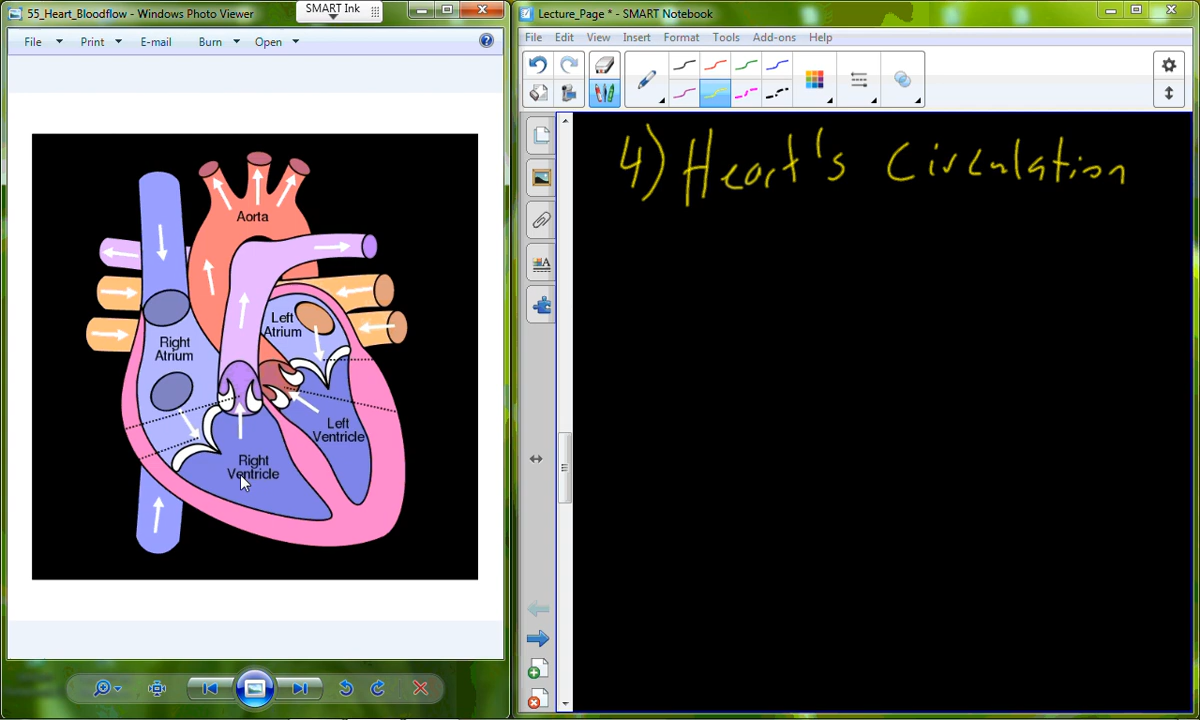 55_Heart_Bloodflow - Windows Photo Viewer
SMART Ink
File Print E-mail Burn Open
Aorta
Left
Atrium
Right
Atrium
Left
Ventricle
Right
Ventricle
Lecture_Page * - SMART Notebook
File Edit View Insert Format Tools Add-ons Help
4) Heart's Circulation